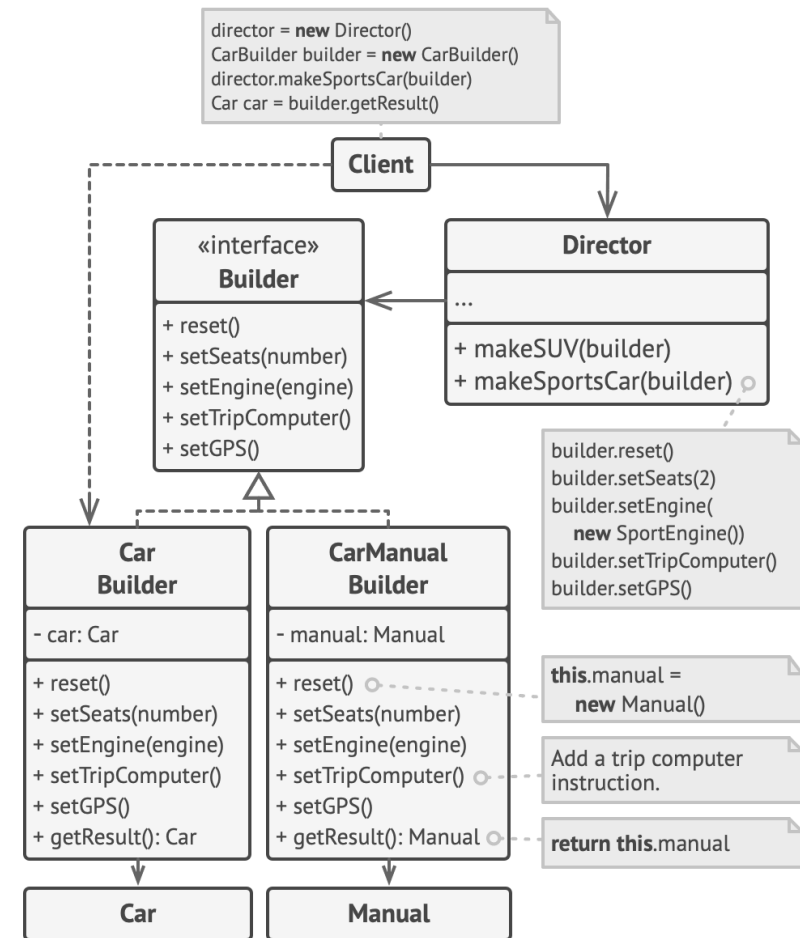 director = new Director()
CarBuilder builder = new CarBuilder()
director.makeSportsCar(builder)
Car car = builder.getResult()
Client
«interface»
Builder
+ reset()
+ setSeats(number)
+ setEngine(engine)
+ setTripComputer()
+ setGPS()
Director
...
+ makeSUV(builder)
+ makeSportsCar(builder)
builder.reset()
builder.setSeats(2)
builder.setEngine(
new SportEngine())
builder.setTripComputer()
builder.setGPS()
Car
Builder
- car: Car
+ reset()
+ setSeats(number)
+ setEngine(engine)
+ setTripComputer()
+ setGPS()
+ getResult(): Car
CarManual
Builder
- manual: Manual
+ reset()
+ setSeats(number)
+ setEngine(engine)
+ setTripComputer()
+ setGPS()
+ getResult(): Manual
this.manual =
new Manual()
Add a trip computer
instruction.
return this.manual
Car
Manual